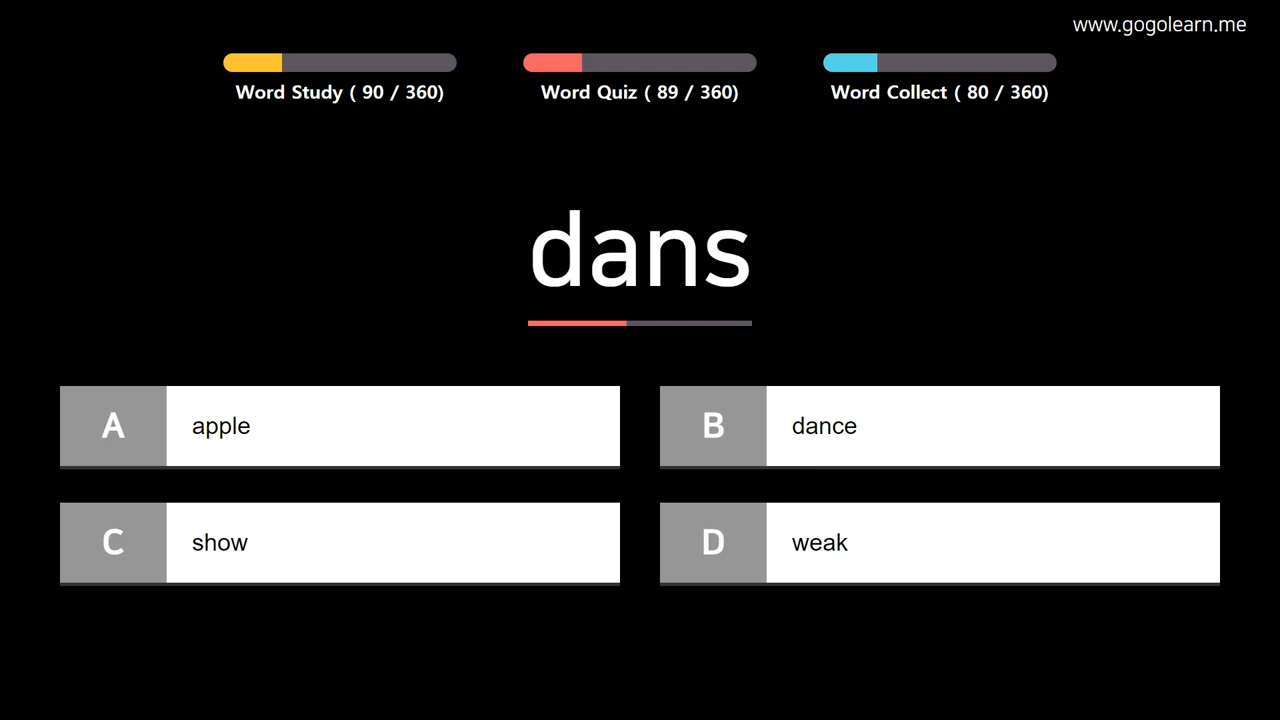 www.gogolearn.me
Word Study ( 90 / 360)
Word Quiz ( 89 / 360)
Word Collect ( 80 / 360)
dans
A apple
B dance
C show
D weak